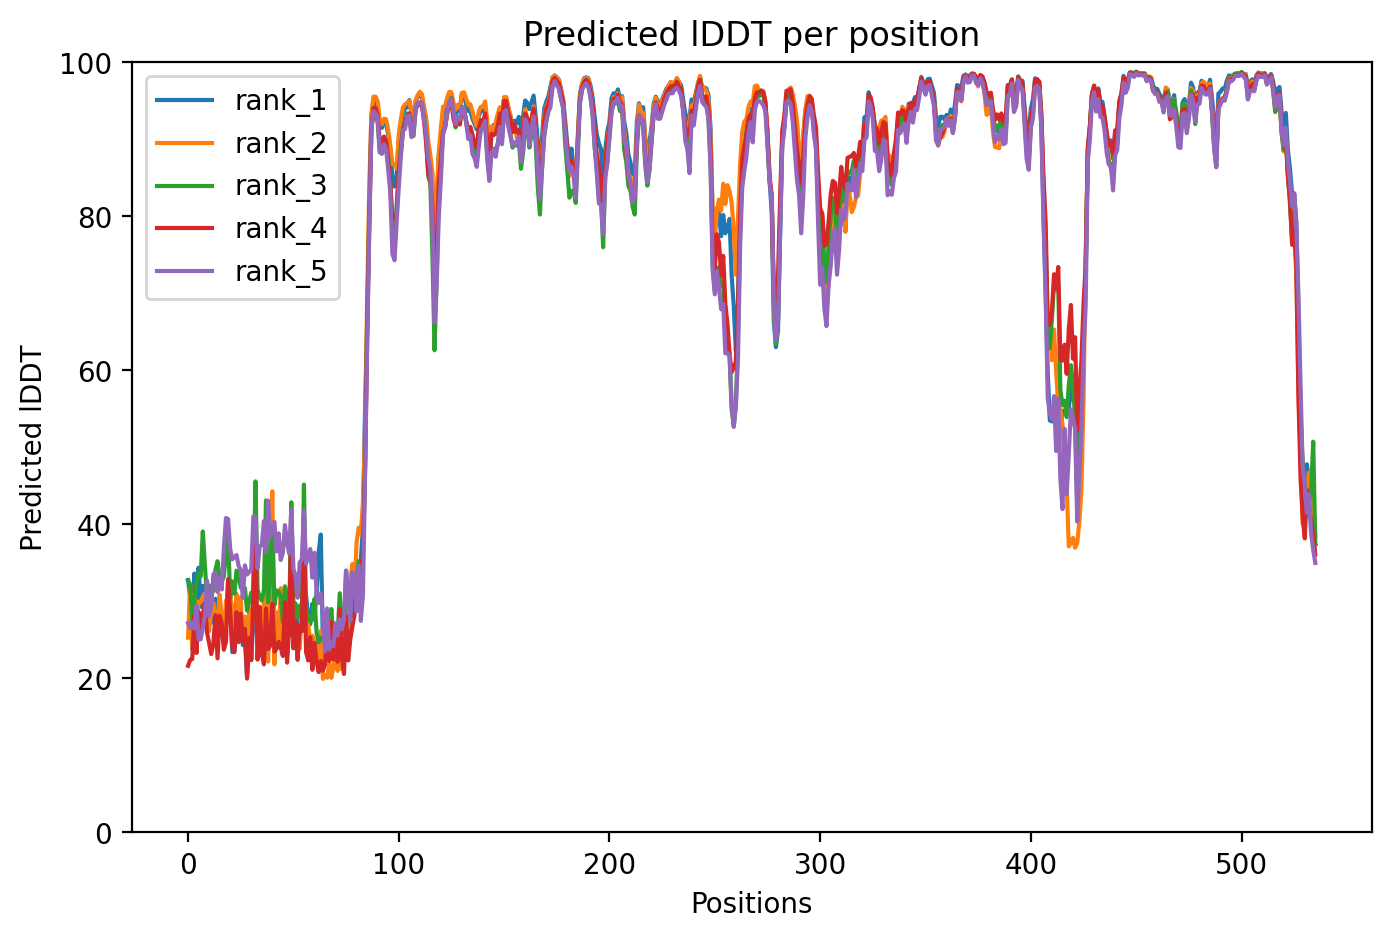 Predicted lDDT per position
100
80
60
40
20
0
Predicted lDDT
rank_1
rank_2
rank_3
rank_4
rank_5
0 100 200 300 400 500
Positions